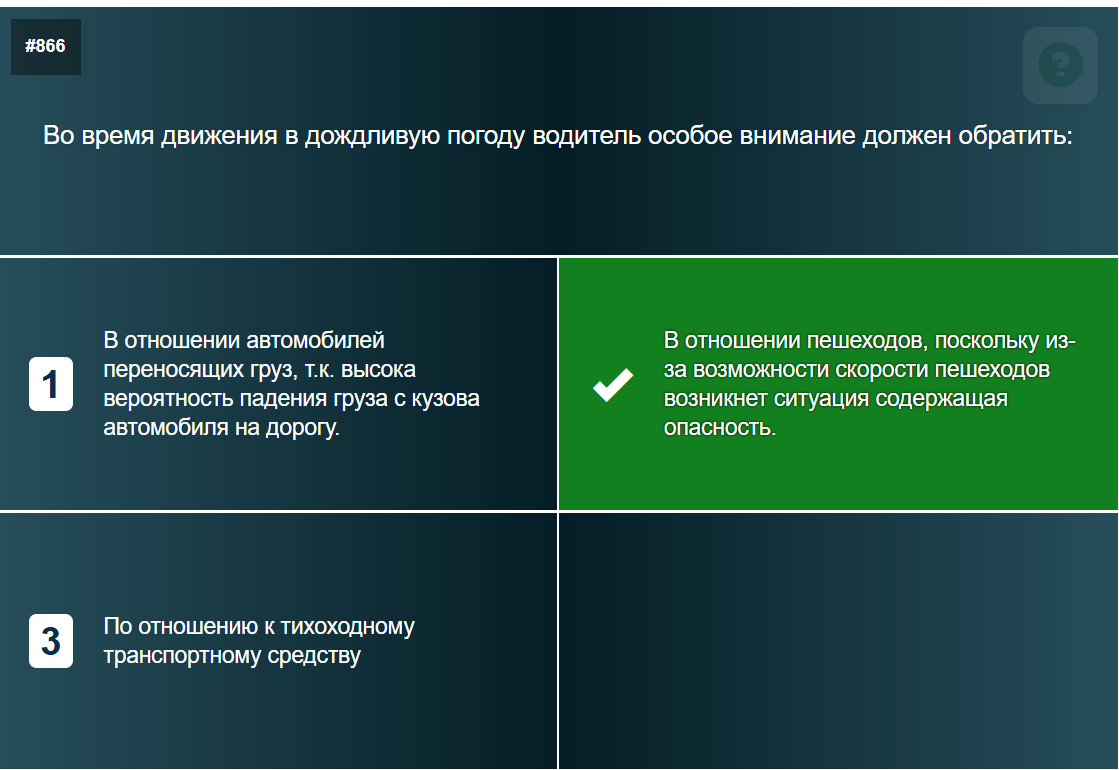 #866
?
Во время движения в дождливую погоду водитель особое внимание должен обратить:
1
В отношении автомобилей
переносящих груз, т.к. высока
вероятность падения груза с кузова
автомобиля на дорогу.
В отношении пешеходов, поскольку из-
за возможности скорости пешеходов
возникнет ситуация содержащая
опасность.
3
По отношению к тихоходному
транспортному средству